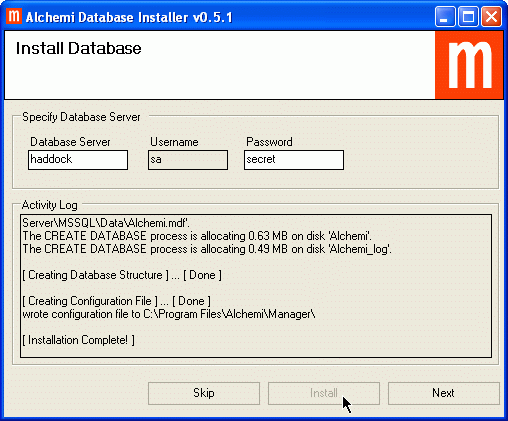 Alchemi Database Installer v0.5.1
Install Database
m
Specify Database Server
Database Server Username Password
haddock sa secret
Activity Log
Server\MSSQL\Data\Alchemi.mdf'.
The CREATE DATABASE process is allocating 0.63 MB on disk 'Alchemi'.
The CREATE DATABASE process is allocating 0.49 MB on disk 'Alchemi_log'.
[ Creating Database Structure ] ... [ Done ]
[ Creating Configuration File ] ... [ Done ]
wrote configuration file to C:\Program Files\Alchemi\Manager\
[ Installation Complete! ]
Skip Install Next